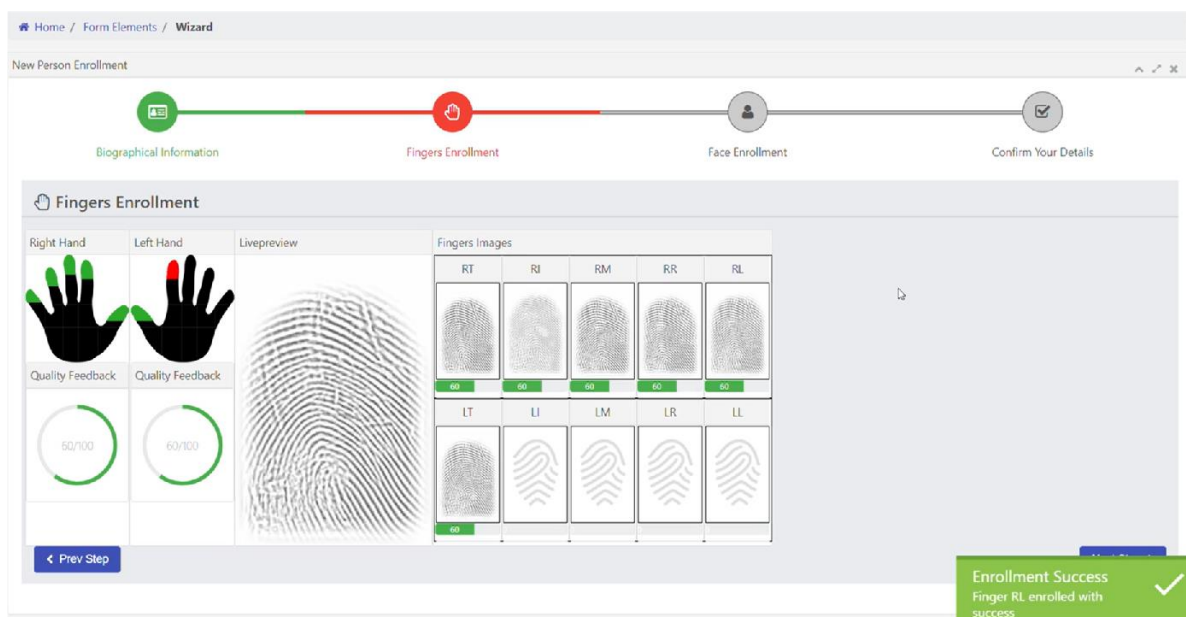 Home / Form Elements / Wizard
New Person Enrollment
Biographical Information
Fingers Enrollment
Face Enrollment
Confirm Your Details
Fingers Enrollment
Right Hand
Left Hand
Livepreview
Fingers Images
RT RI RM RR RL
60 60 60 60 60
Quality Feedback
Quality Feedback
60/100
60/100
LT LI LM LR LL
60
Prev Step
Enrollment Success
Finger RL enrolled with
success